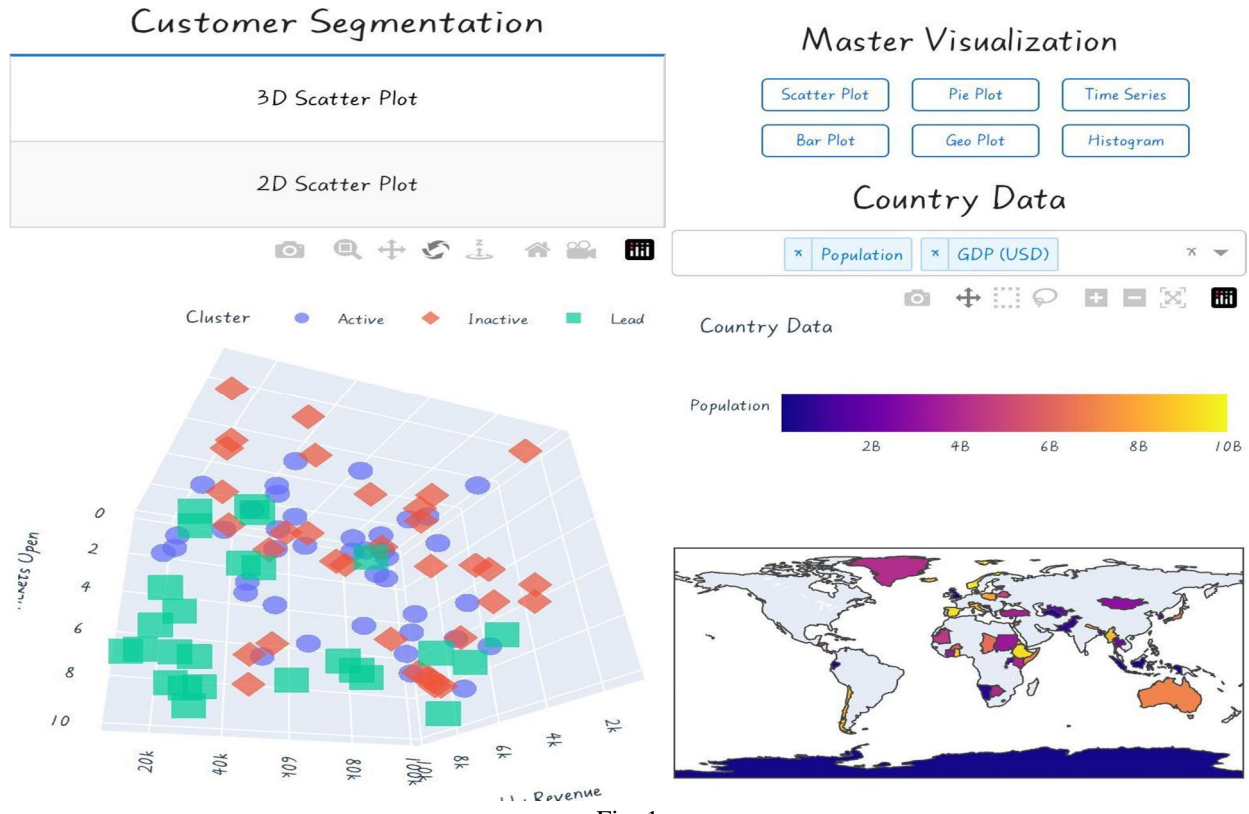 Customer Segmentation
3D Scatter Plot
2D Scatter Plot
Cluster Active Inactive Lead
0
2
4
6
8
10
Open
20k 40k 60k 80k 100k 10k 8k 6k 4k 2k
Revenue
Master Visualization
Scatter Plot Pie Plot Time Series
Bar Plot Geo Plot Histogram
Country Data
× Population × GDP (USD) ×
Country Data
Population
2B 4B 6B 8B 10B